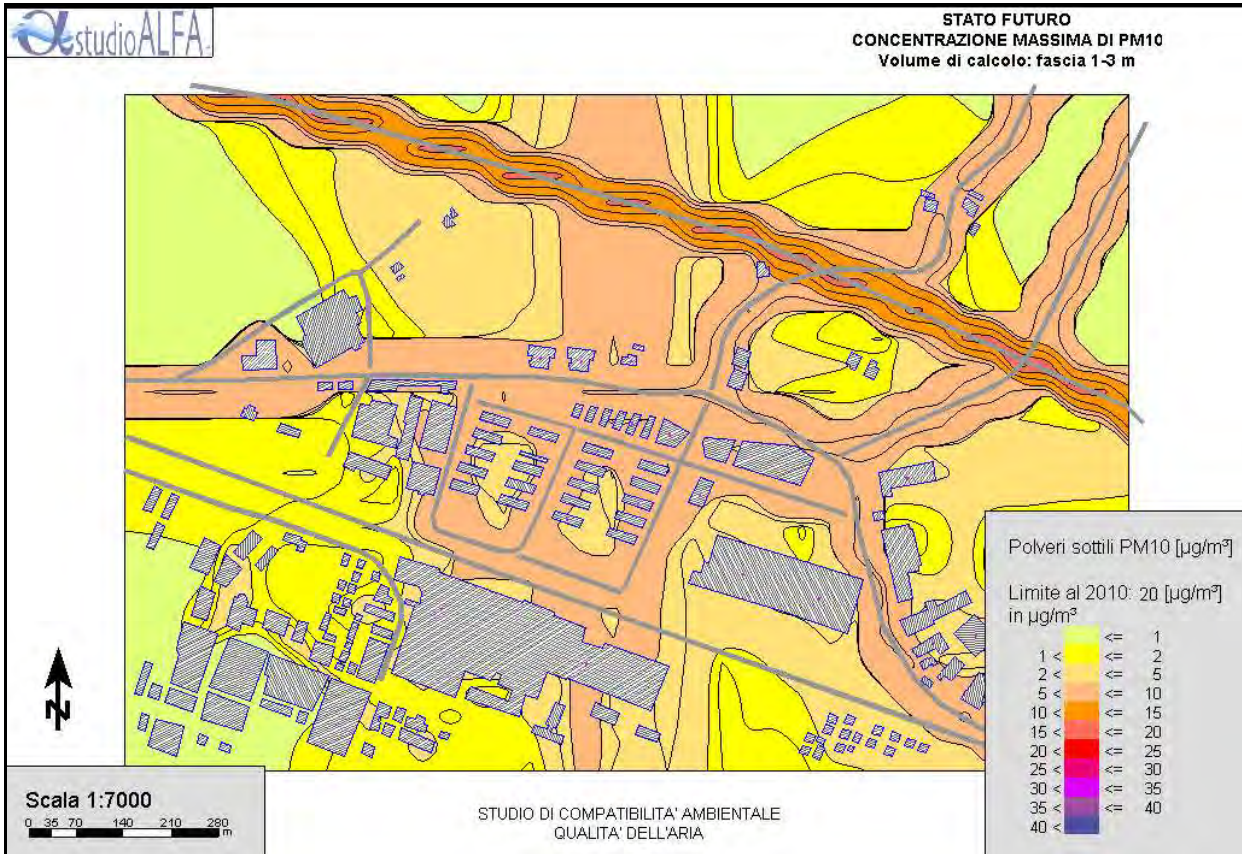 αstudioALFA
STATO FUTURO
CONCENTRAZIONE MASSIMA DI PM10
Volume di calcolo: fascia 1-3 m
Polveri sottili PM10 [µg/m³]
Limite al 2010: 20 [µg/m³]
in µg/m³
<= 1
1 < <= 2
2 < <= 5
5 < <= 10
10 < <= 15
15 < <= 20
20 < <= 25
25 < <= 30
30 < <= 35
35 < <= 40
40 <
N
Scala 1:7000
0 35 70 140 210 280
m
STUDIO DI COMPATIBILITA' AMBIENTALE
QUALITA' DELL'ARIA